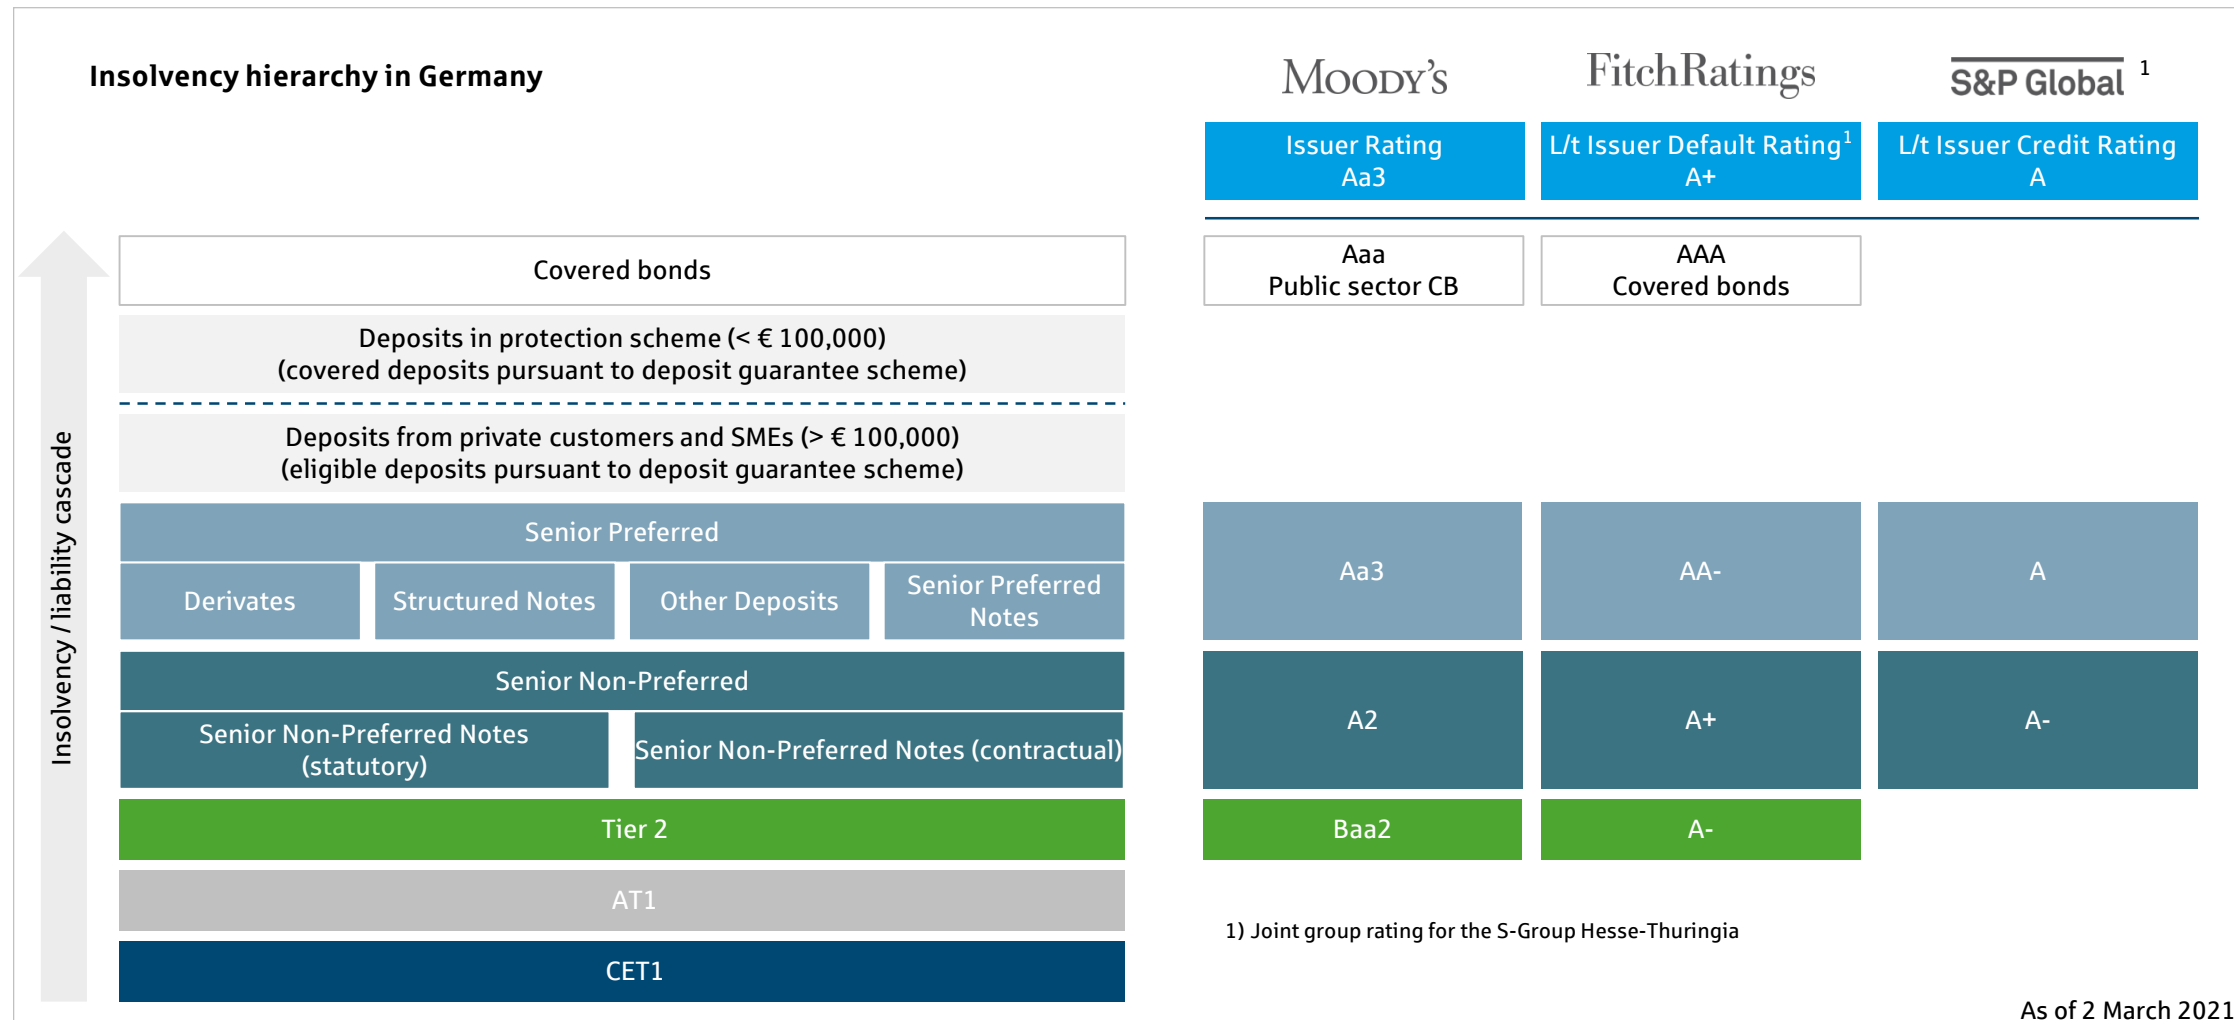 Insolvency hierarchy in Germany
MOODY'S
FitchRatings
S&P Global 1
Issuer Rating
Aa3
L/t Issuer Default Rating1
A+
L/t Issuer Credit Rating
A
Insolvency / liability cascade
Covered bonds
Aaa
Public sector CB
AAA
Covered bonds
Deposits in protection scheme (< € 100,000)
(covered deposits pursuant to deposit guarantee scheme)
Deposits from private customers and SMEs (> € 100,000)
(eligible deposits pursuant to deposit guarantee scheme)
Senior Preferred
Derivates
Structured Notes
Other Deposits
Senior Preferred
Notes
Aa3
AA-
A
Senior Non-Preferred
Senior Non-Preferred Notes
(statutory)
Senior Non-Preferred Notes (contractual)
A2
A+
A-
Tier 2
Baa2
A-
AT1
CET1
1) Joint group rating for the S-Group Hesse-Thuringia
As of 2 March 2021